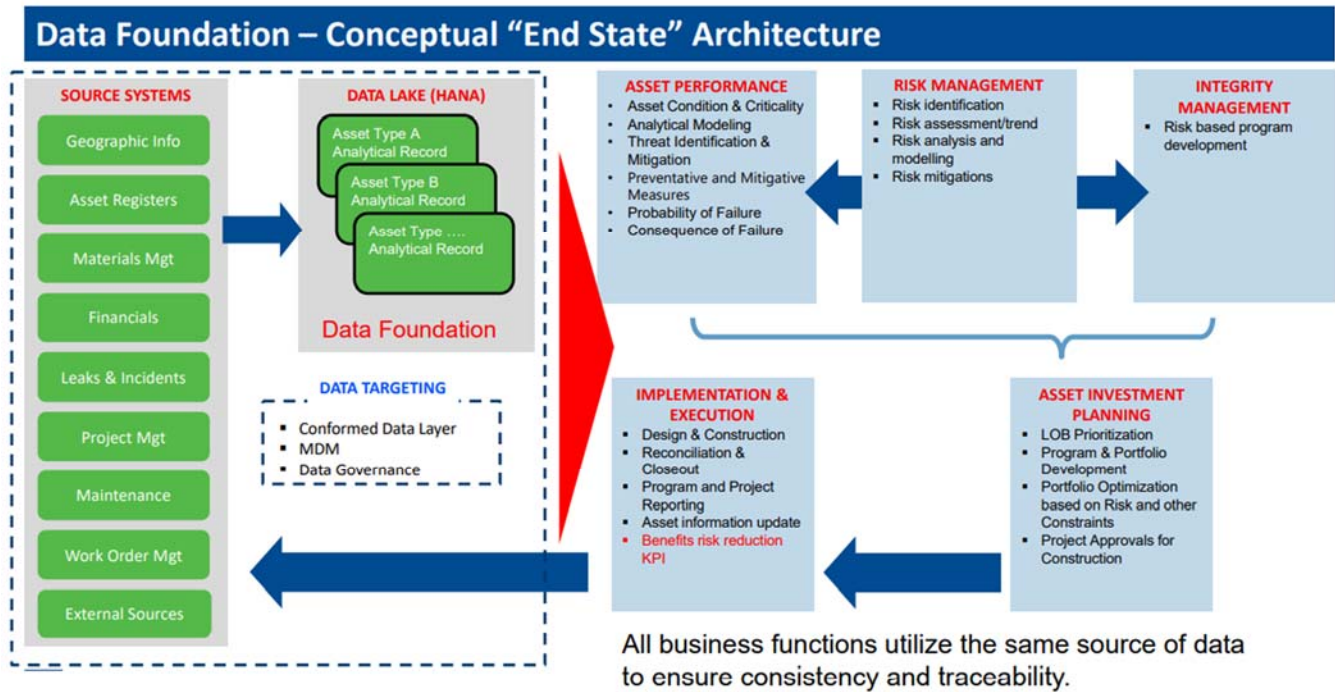 Data Foundation – Conceptual “End State” Architecture
SOURCE SYSTEMS
Geographic Info
Asset Registers
Materials Mgt
Financials
Leaks & Incidents
Project Mgt
Maintenance
Work Order Mgt
External Sources
DATA LAKE (HANA)
Asset Type A
Analytical Record
Asset Type B
Analytical Record
Asset Type ....
Analytical Record
Data Foundation
DATA TARGETING
▪ Conformed Data Layer
▪ MDM
▪ Data Governance
ASSET PERFORMANCE
▪ Asset Condition & Criticality
▪ Analytical Modeling
▪ Threat Identification &
Mitigation
▪ Preventative and Mitigative
Measures
▪ Probability of Failure
▪ Consequence of Failure
RISK MANAGEMENT
▪ Risk identification
▪ Risk assessment/trend
▪ Risk analysis and
modelling
▪ Risk mitigations
INTEGRITY
MANAGEMENT
▪ Risk based program
development
IMPLEMENTATION &
EXECUTION
▪ Design & Construction
▪ Reconciliation &
Closeout
▪ Program and Project
Reporting
▪ Asset information update
▪ Benefits risk reduction
KPI
ASSET INVESTMENT
PLANNING
▪ LOB Prioritization
▪ Program & Portfolio
Development
▪ Portfolio Optimization
based on Risk and other
Constraints
▪ Project Approvals for
Construction
All business functions utilize the same source of data
to ensure consistency and traceability.